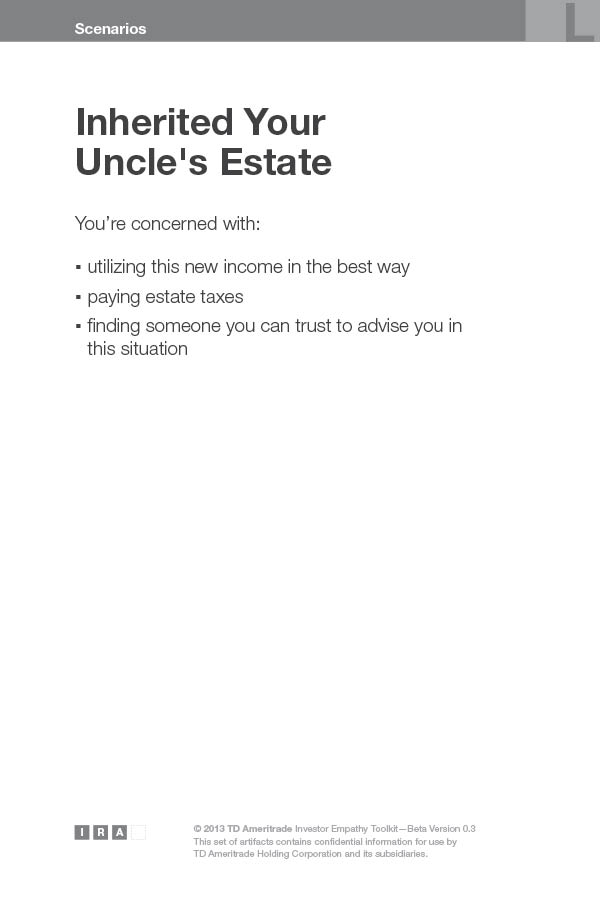 Scenarios
L
Inherited Your
Uncle's Estate
You’re concerned with:
▪ utilizing this new income in the best way
▪ paying estate taxes
▪ finding someone you can trust to advise you in
this situation
I R A
© 2013 TD Ameritrade Investor Empathy Toolkit—Beta Version 0.3
This set of artifacts contains confidential information for use by
TD Ameritrade Holding Corporation and its subsidiaries.